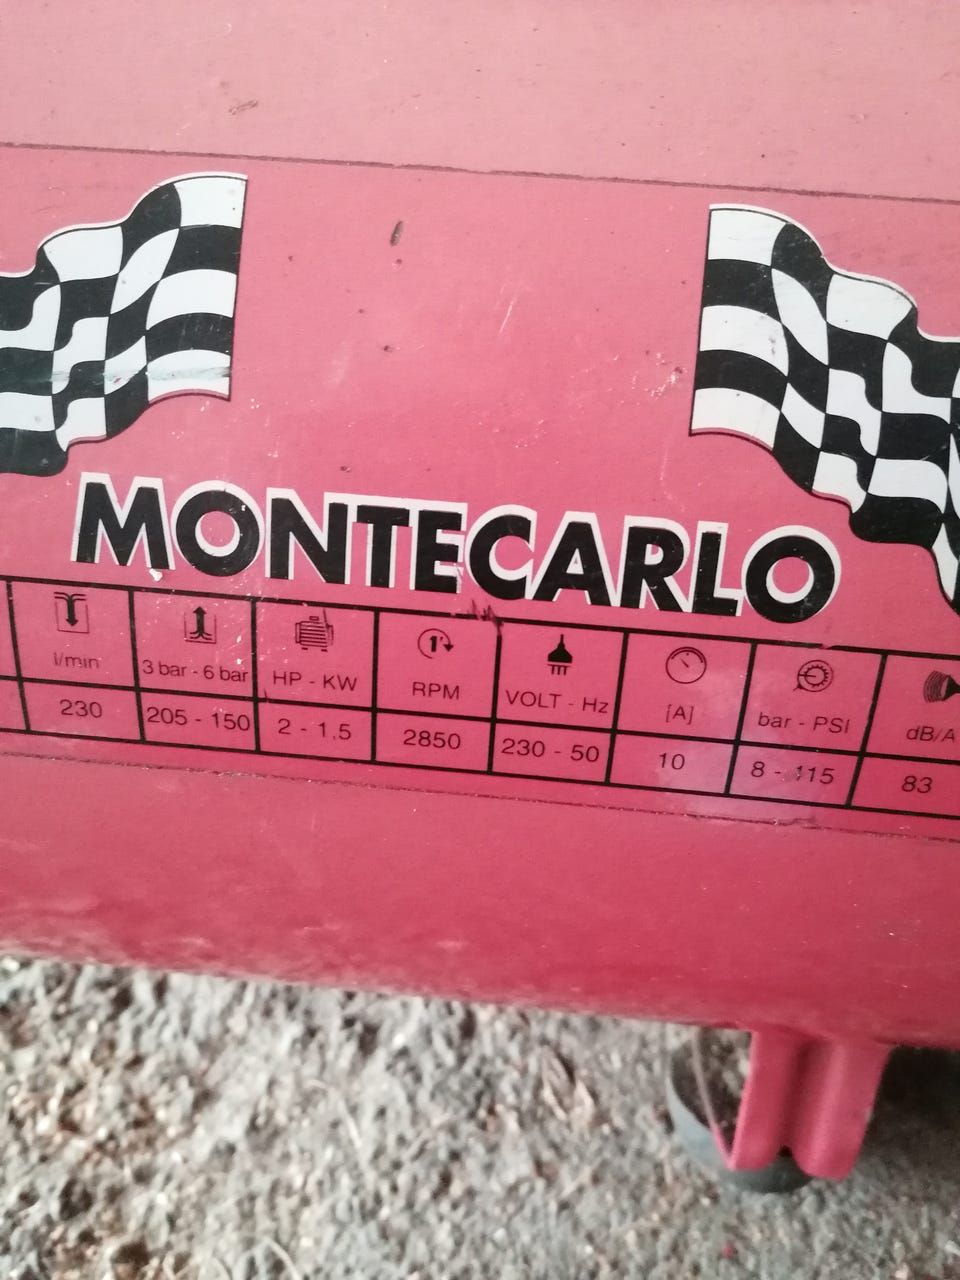 MONTECARLO
l/min 3 bar - 6 bar HP - KW RPM VOLT - Hz [A] bar - PSI dB/A
230 205 - 150 2 - 1,5 2850 230 - 50 10 8 - 115 83